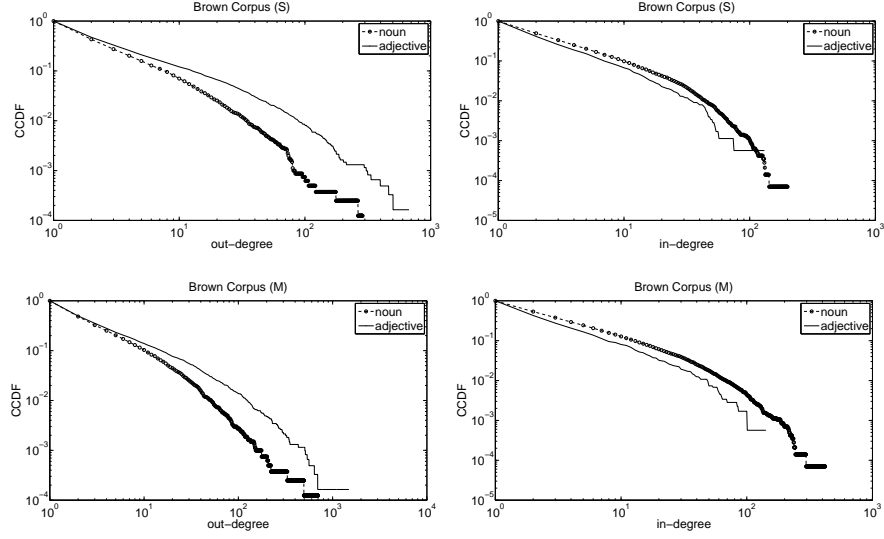 Brown Corpus (S)
noun
adjective
CCDF
10^0
10^-1
10^-2
10^-3
10^-4
10^0
10^1
10^2
10^3
out-degree
Brown Corpus (S)
noun
adjective
CCDF
10^0
10^-1
10^-2
10^-3
10^-4
10^-5
10^0
10^1
10^2
10^3
in-degree
Brown Corpus (M)
noun
adjective
CCDF
10^0
10^-1
10^-2
10^-3
10^-4
10^0
10^1
10^2
10^3
10^4
out-degree
Brown Corpus (M)
noun
adjective
CCDF
10^0
10^-1
10^-2
10^-3
10^-4
10^-5
10^0
10^1
10^2
10^3
in-degree